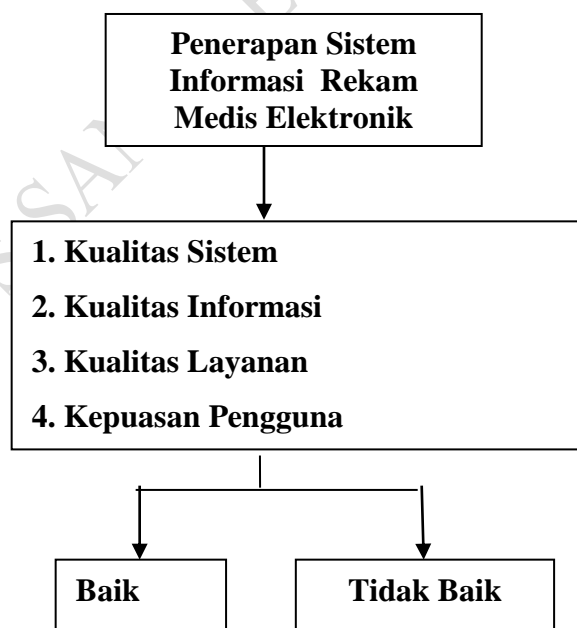 Penerapan Sistem
Informasi Rekam
Medis Elektronik
1. Kualitas Sistem
2. Kualitas Informasi
3. Kualitas Layanan
4. Kepuasan Pengguna
Baik
Tidak Baik